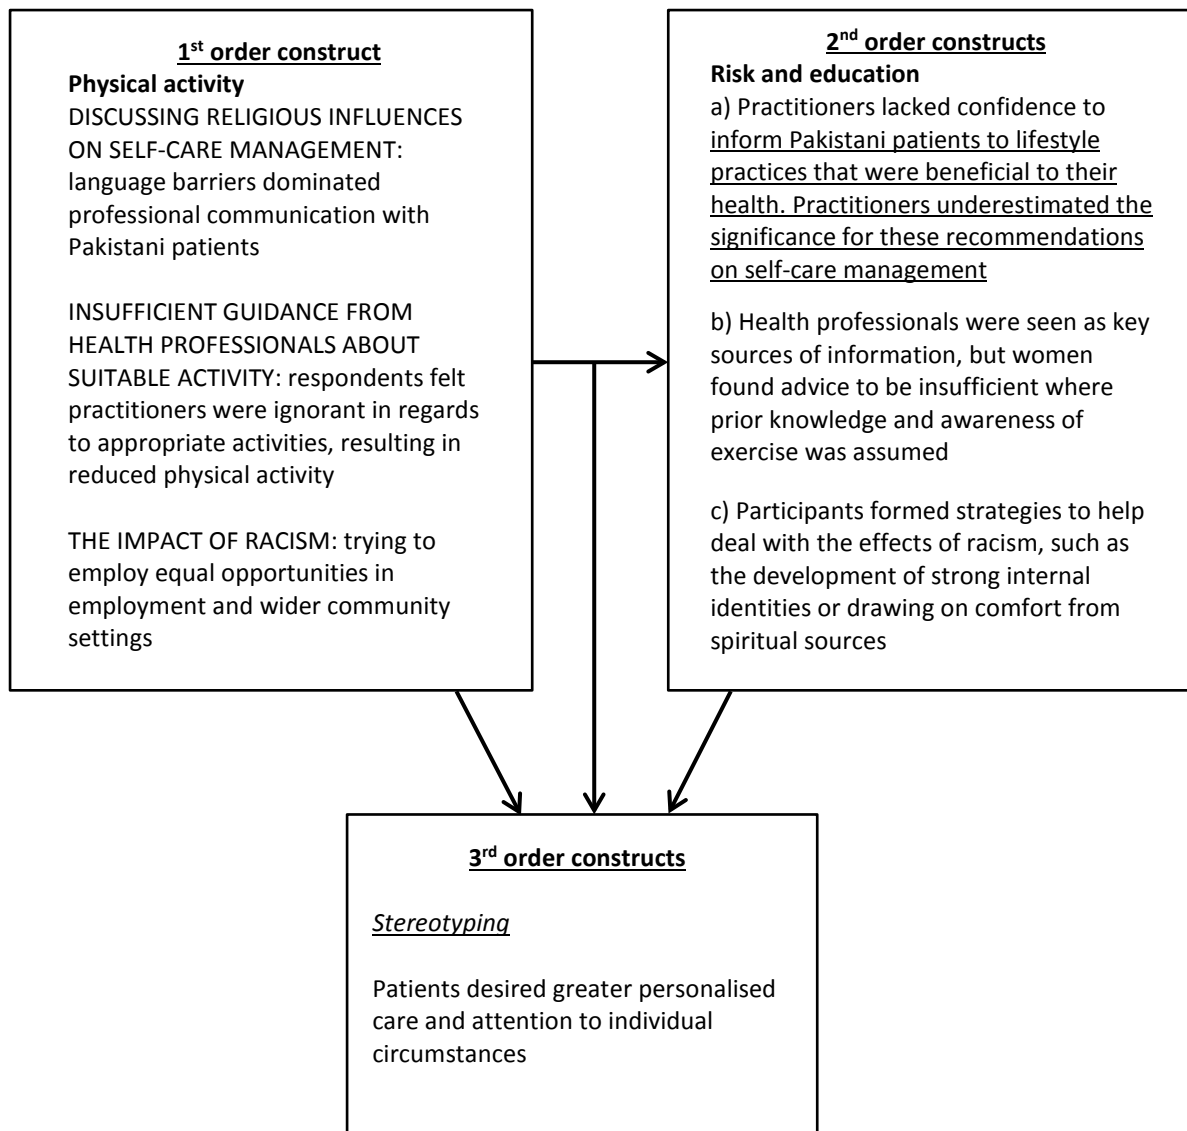 1st order construct
Physical activity
DISCUSSING RELIGIOUS INFLUENCES
ON SELF-CARE MANAGEMENT:
language barriers dominated
professional communication with
Pakistani patients
INSUFFICIENT GUIDANCE FROM
HEALTH PROFESSIONALS ABOUT
SUITABLE ACTIVITY: respondents felt
practitioners were ignorant in regards
to appropriate activities, resulting in
reduced physical activity
THE IMPACT OF RACISM: trying to
employ equal opportunities in
employment and wider community
settings
2nd order constructs
Risk and education
a) Practitioners lacked confidence to
inform Pakistani patients to lifestyle
practices that were beneficial to their
health. Practitioners underestimated the
significance for these recommendations
on self-care management
b) Health professionals were seen as key
sources of information, but women
found advice to be insufficient where
prior knowledge and awareness of
exercise was assumed
c) Participants formed strategies to help
deal with the effects of racism, such as
the development of strong internal
identities or drawing on comfort from
spiritual sources
3rd order constructs
Stereotyping
Patients desired greater personalised
care and attention to individual
circumstances